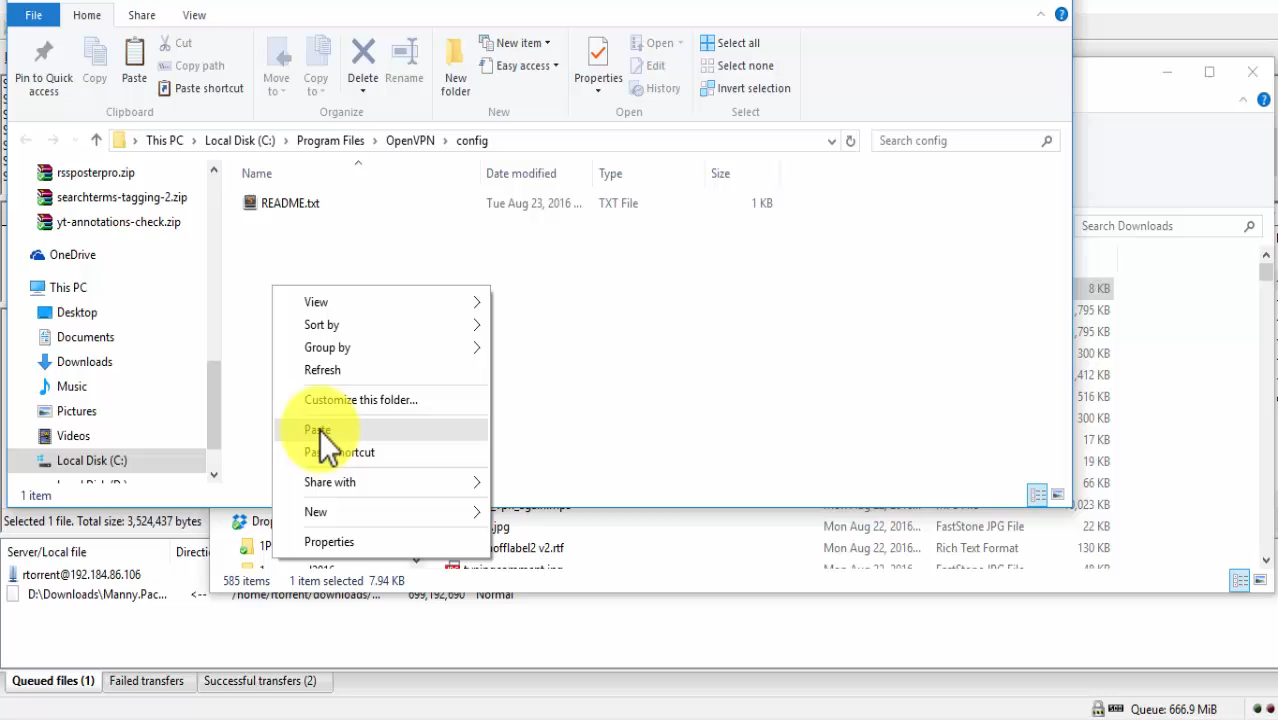 File Home Share View
Pin to Quick access
Copy
Paste
Cut
Copy path
Paste shortcut
Clipboard
Move to
Copy to
Delete
Rename
Organize
New folder
New item
Easy access
New
Properties
Open
Edit
History
Open
Select all
Select none
Invert selection
Select
This PC Local Disk (C:) Program Files OpenVPN config
Search config
Name Date modified Type Size
README.txt Tue Aug 23, 2016 ... TXT File 1 KB
rssposterpro.zip
searchterms-tagging-2.zip
yt-annotations-check.zip
OneDrive
This PC
Desktop
Documents
Downloads
Music
Pictures
Videos
Local Disk (C:)
1 item
View
Sort by
Group by
Refresh
Customize this folder...
Paste
Paste shortcut
Share with
New
Properties
Search Downloads
8 KB
,795 KB
,795 KB
300 KB
,412 KB
516 KB
300 KB
17 KB
19 KB
66 KB
,023 KB
.jpg Mon Aug 22, 2016 ... FastStone JPG File 22 KB
nofflabel2 v2.rtf Mon Aug 22, 2016 ... Rich Text Format 130 KB
585 items 1 item selected 7.94 KB
Selected 1 file. Total size: 3,524,437 bytes
Server/Local file Directi
rtorrent@192.184.86.106
D:\Downloads\Manny.Pac... <-- /home/rtorrent/downloads/... 699,192,690 Normal
Queued files (1) Failed transfers Successful transfers (2)
Queue: 666.9 MiB